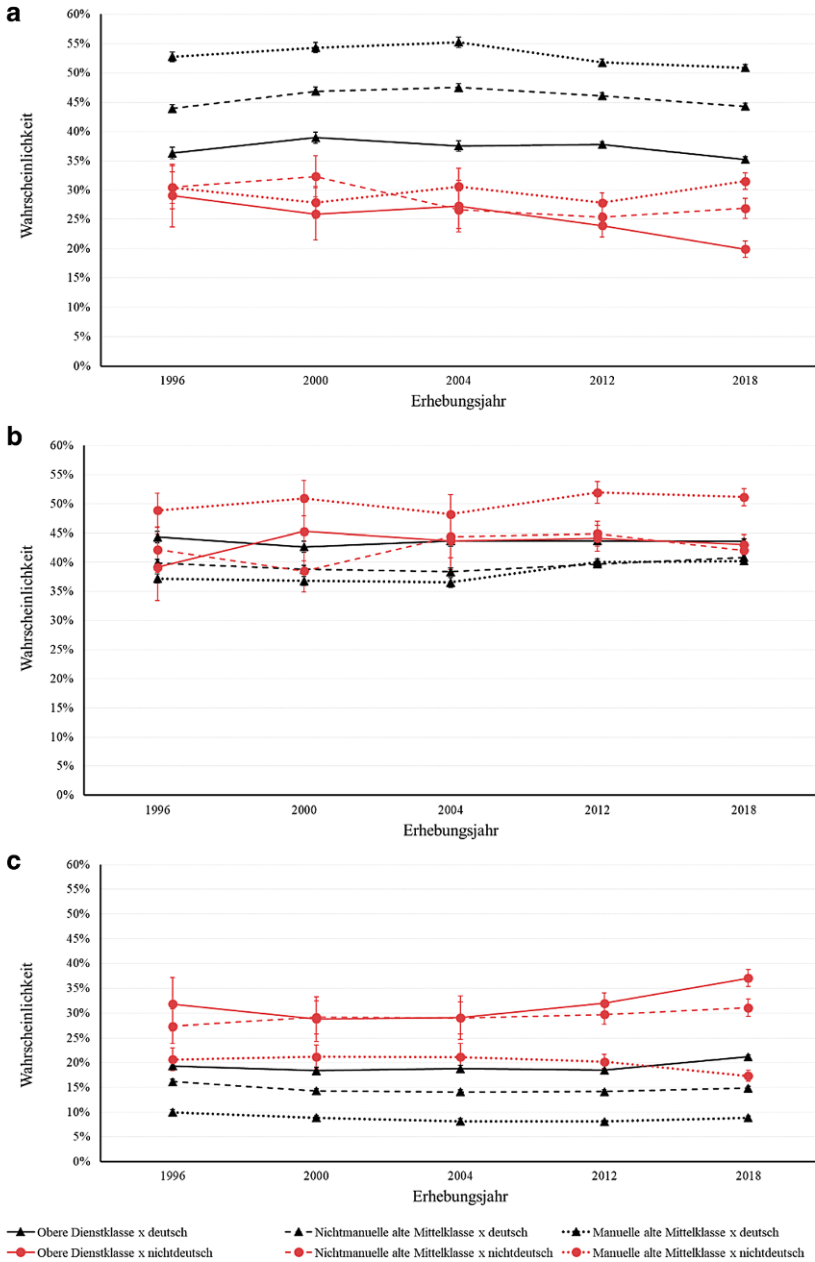 a
60%
55%
50%
45%
40%
35%
30%
25%
20%
15%
10%
5%
0%
Wahrscheinlichkeit
1996 2000 2004 2012 2018
Erhebungsjahr
b
60%
55%
50%
45%
40%
35%
30%
25%
20%
15%
10%
5%
0%
Wahrscheinlichkeit
1996 2000 2004 2012 2018
Erhebungsjahr
c
60%
55%
50%
45%
40%
35%
30%
25%
20%
15%
10%
5%
0%
Wahrscheinlichkeit
1996 2000 2004 2012 2018
Erhebungsjahr
Obere Dienstklasse x deutsch Nichtmanuelle alte Mittelklasse x deutsch Manuelle alte Mittelklasse x deutsch
Obere Dienstklasse x nichtdeutsch Nichtmanuelle alte Mittelklasse x nichtdeutsch Manuelle alte Mittelklasse x nichtdeutsch